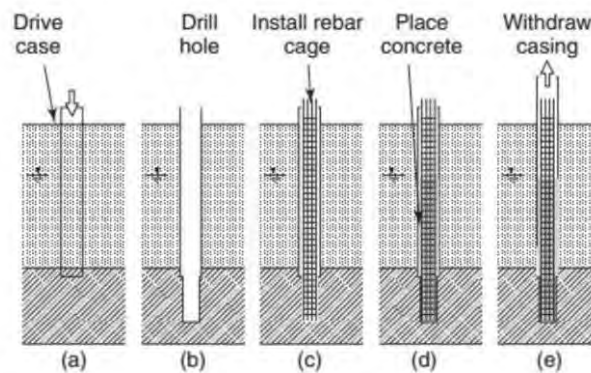 Drive
case
Drill
hole
Install rebar
cage
Place
concrete
Withdraw
casing
(a)
(b)
(c)
(d)
(e)